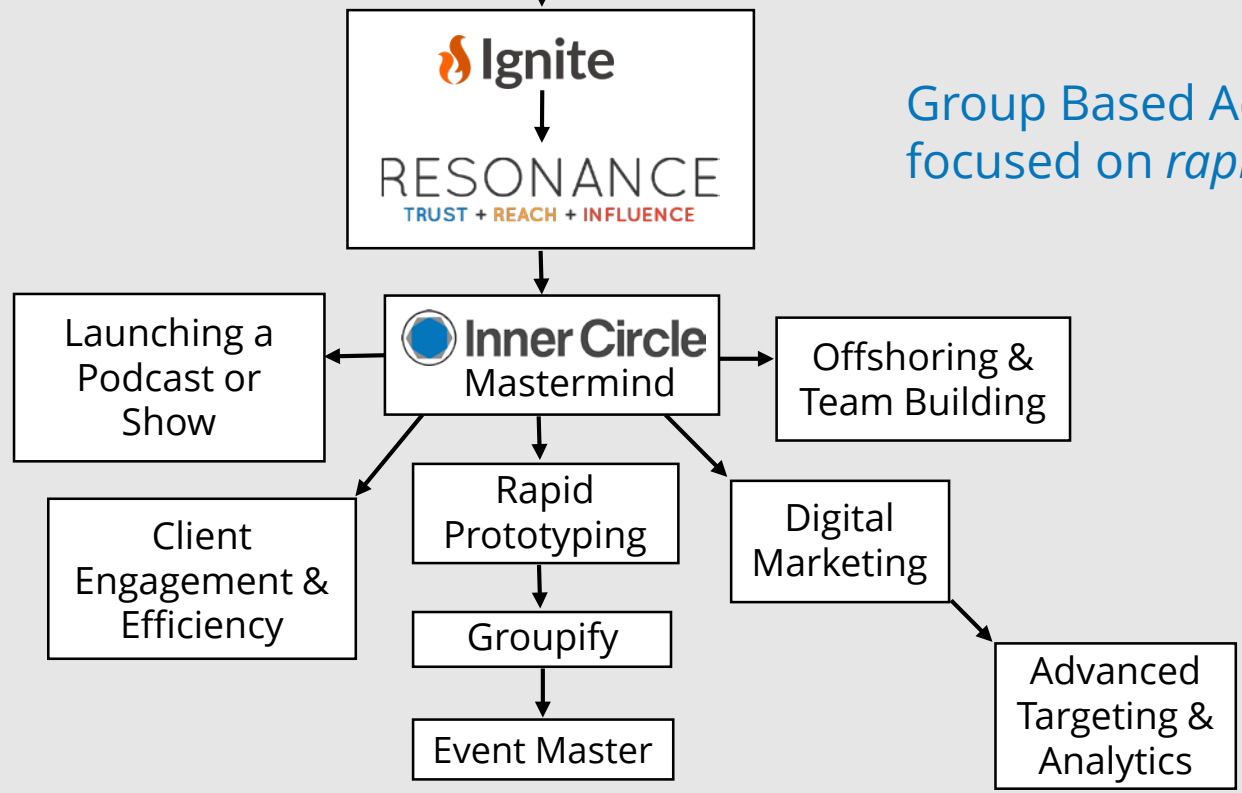 Ignite
Group Based
focused on
RESONANCE
TRUST + REACH + INFLUENCE
Inner Circle
Mastermind
Launching a
Podcast or
Show
Offshoring &
Team Building
Client
Engagement &
Efficiency
Rapid
Prototyping
Digital
Marketing
Groupify
Event Master
Advanced
Targeting &
Analytics